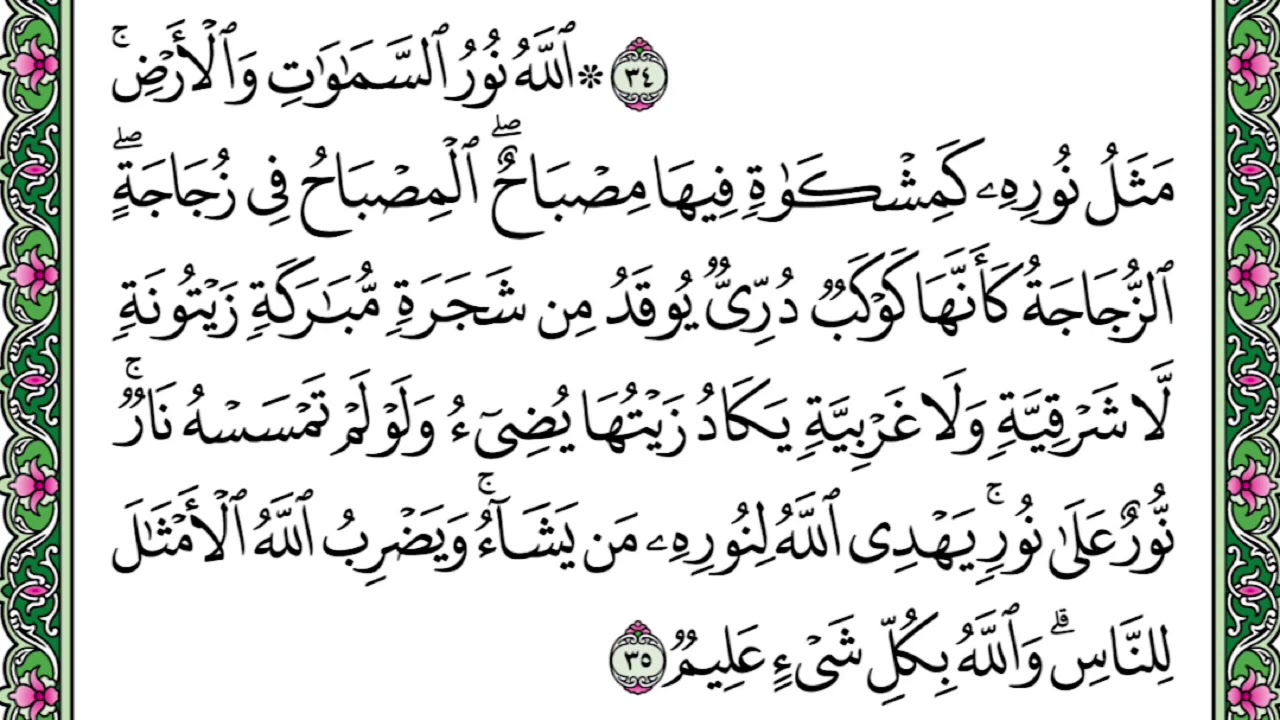 ٣٤ ۞ ٱللَّهُ نُورُ ٱلسَّمَٰوَٰتِ وَٱلْأَرْضِ ۚ
مَثَلُ نُورِهِۦ كَمِشْكَوٰةٍ فِيهَا مِصْبَاحٌ ۖ ٱلْمِصْبَاحُ فِى زُجَاجَةٍ ۖ
ٱلزُّجَاجَةُ كَأَنَّهَا كَوْكَبٌ دُرِّىٌّ يُوقَدُ مِن شَجَرَةٍ مُّبَٰرَكَةٍ زَيْتُونَةٍ
لَّا شَرْقِيَّةٍ وَلَا غَرْبِيَّةٍ يَكَادُ زَيْتُهَا يُضِىٓءُ وَلَوْ لَمْ تَمْسَسْهُ نَارٌ ۚ
نُّورٌ عَلَىٰ نُورٍ ۚ يَهْدِى ٱللَّهُ لِنُورِهِۦ مَن يَشَآءُ ۚ وَيَضْرِبُ ٱللَّهُ ٱلْأَمْثَٰلَ
لِلنَّاسِ ۗ وَٱللَّهُ بِكُلِّ شَىْءٍ عَلِيمٌ ٣٥